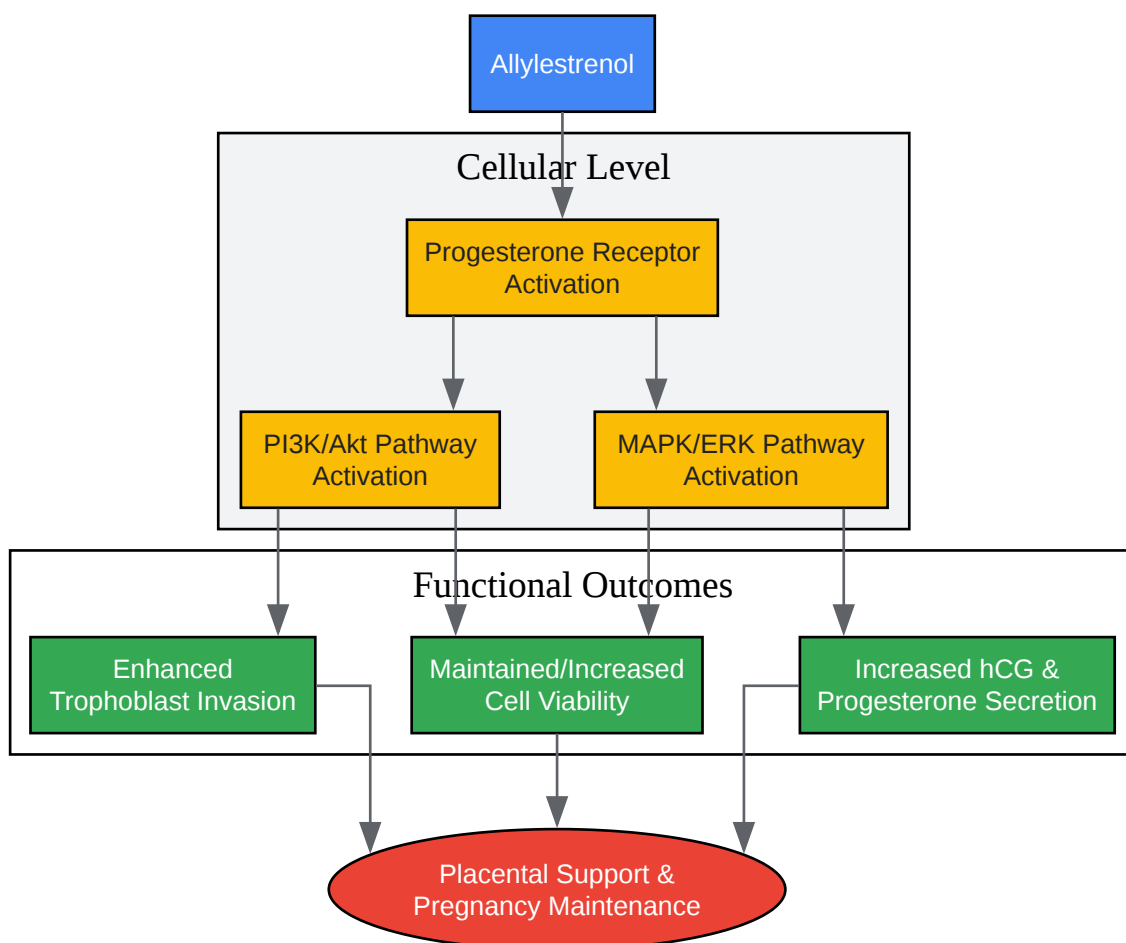 Allylestrenol
Cellular Level
Progesterone Receptor
Activation
PI3K/Akt Pathway
Activation
MAPK/ERK Pathway
Activation
Functional Outcomes
Enhanced
Trophoblast Invasion
Maintained/Increased
Cell Viability
Increased hCG &
Progesterone Secretion
Placental Support &
Pregnancy Maintenance